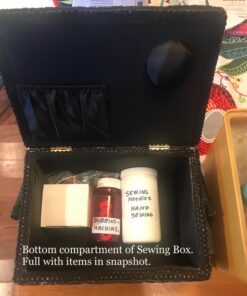 SEWING
Needles
HAND
SEWING
BOBBINS-
MACHINE
Bottom compartment of Sewing Box.
Full with items in snapshot.